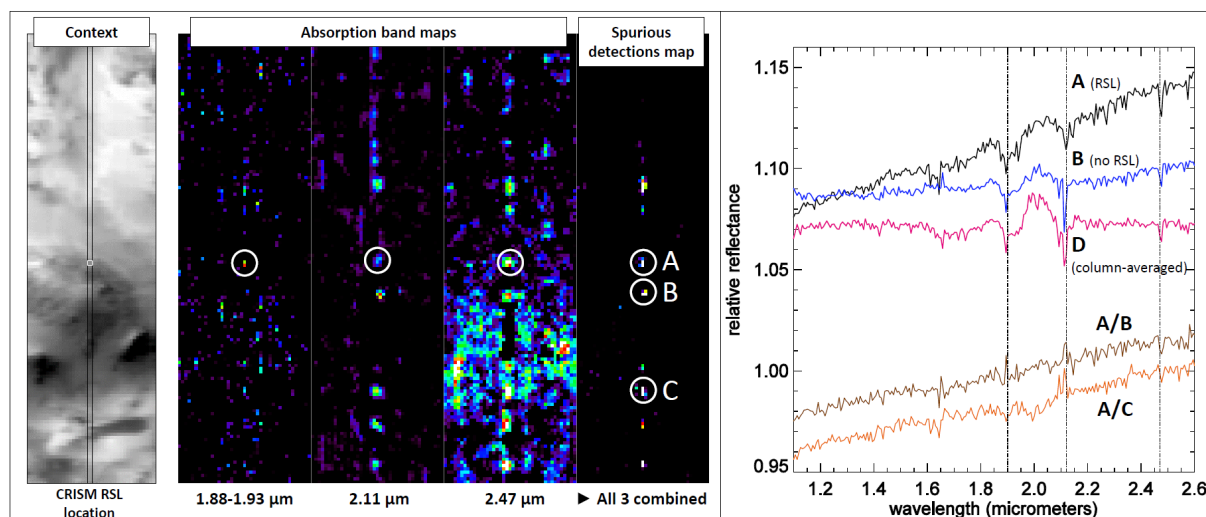 Context
Absorption band maps
Spurious
detections map
A
B
C
CRISM RSL
location
1.88-1.93 µm
2.11 µm
2.47 µm
► All 3 combined
relative reflectance
1.15
1.10
1.05
1.00
0.95
A (RSL)
B (no RSL)
D
(column-averaged)
A/B
A/C
1.2 1.4 1.6 1.8 2.0 2.2 2.4 2.6
wavelength (micrometers)